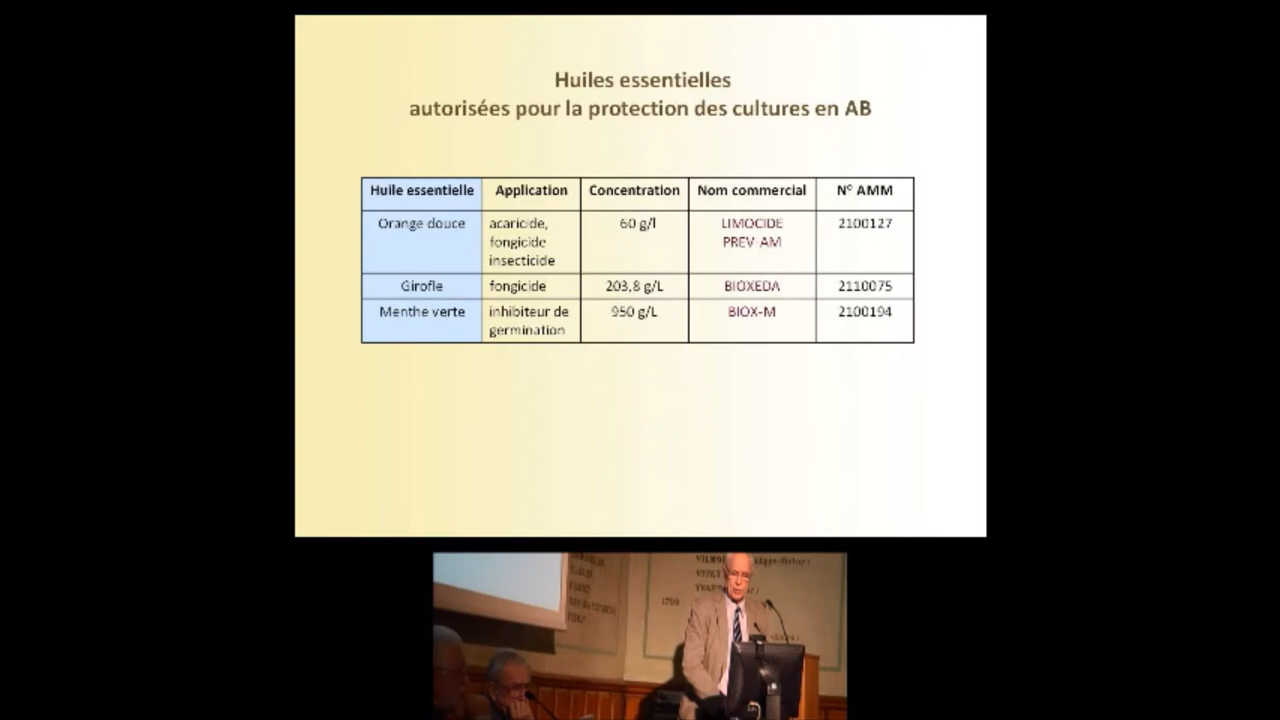 Huiles essentielles
autorisées pour la protection des cultures en AB
Huile essentielle Application Concentration Nom commercial N° AMM
Orange douce acaricide, fongicide insecticide 60 g/l LIMOCIDE PREV-AM 2100127
Girofle fongicide 203,8 g/L BIOXEDA 2110075
Menthe verte inhibiteur de germination 950 g/L BIOX-M 2100194
1799